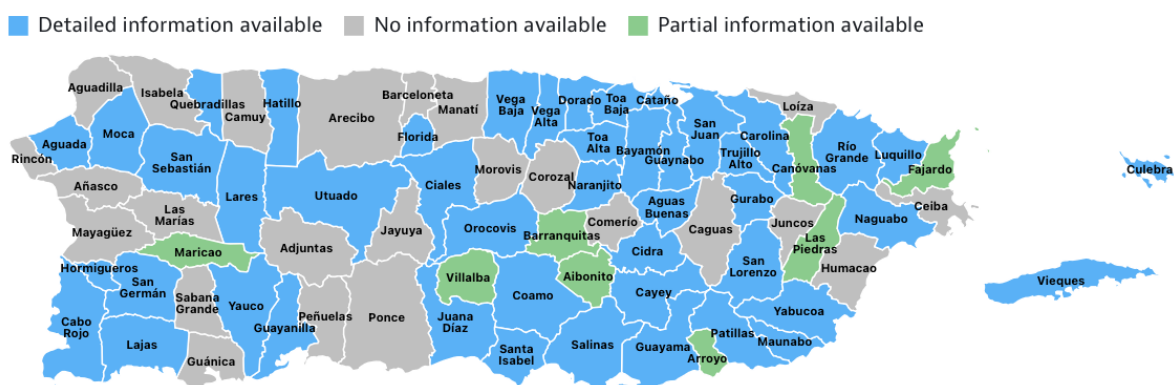 Detailed information available
No information available
Partial information available
Aguadilla
Isabela
Quebradillas
Camuy
Hatillo
Arecibo
Barceloneta
Manatí
Florida
Vega
Baja
Vega
Alta
Dorado
Toa
Baja
Cataño
San
Juan
Carolina
Loíza
Río
Grande
Luquillo
Fajardo
Culebra
Rincón
Aguada
Moca
San
Sebastián
Lares
Utuado
Ciales
Morovis
Corozal
Toa
Alta
Naranjito
Bayamón
Guaynabo
Trujillo
Alto
Canóvanas
Añasco
Las
Marías
Mayagüez
Maricao
Adjuntas
Jayuya
Orocovis
Barranquitas
Comerío
Aguas
Buenas
Caguas
Gurabo
Juncos
Las
Piedras
Naguabo
Ceiba
Humacao
Hormigueros
San
Germán
Sabana
Grande
Yauco
Guayanilla
Peñuelas
Ponce
Villalba
Aibonito
Cidra
Cayey
San
Lorenzo
Yabucoa
Vieques
Cabo
Rojo
Lajas
Guánica
Juana
Díaz
Coamo
Santa
Isabel
Salinas
Guayama
Arroyo
Patillas
Maunabo